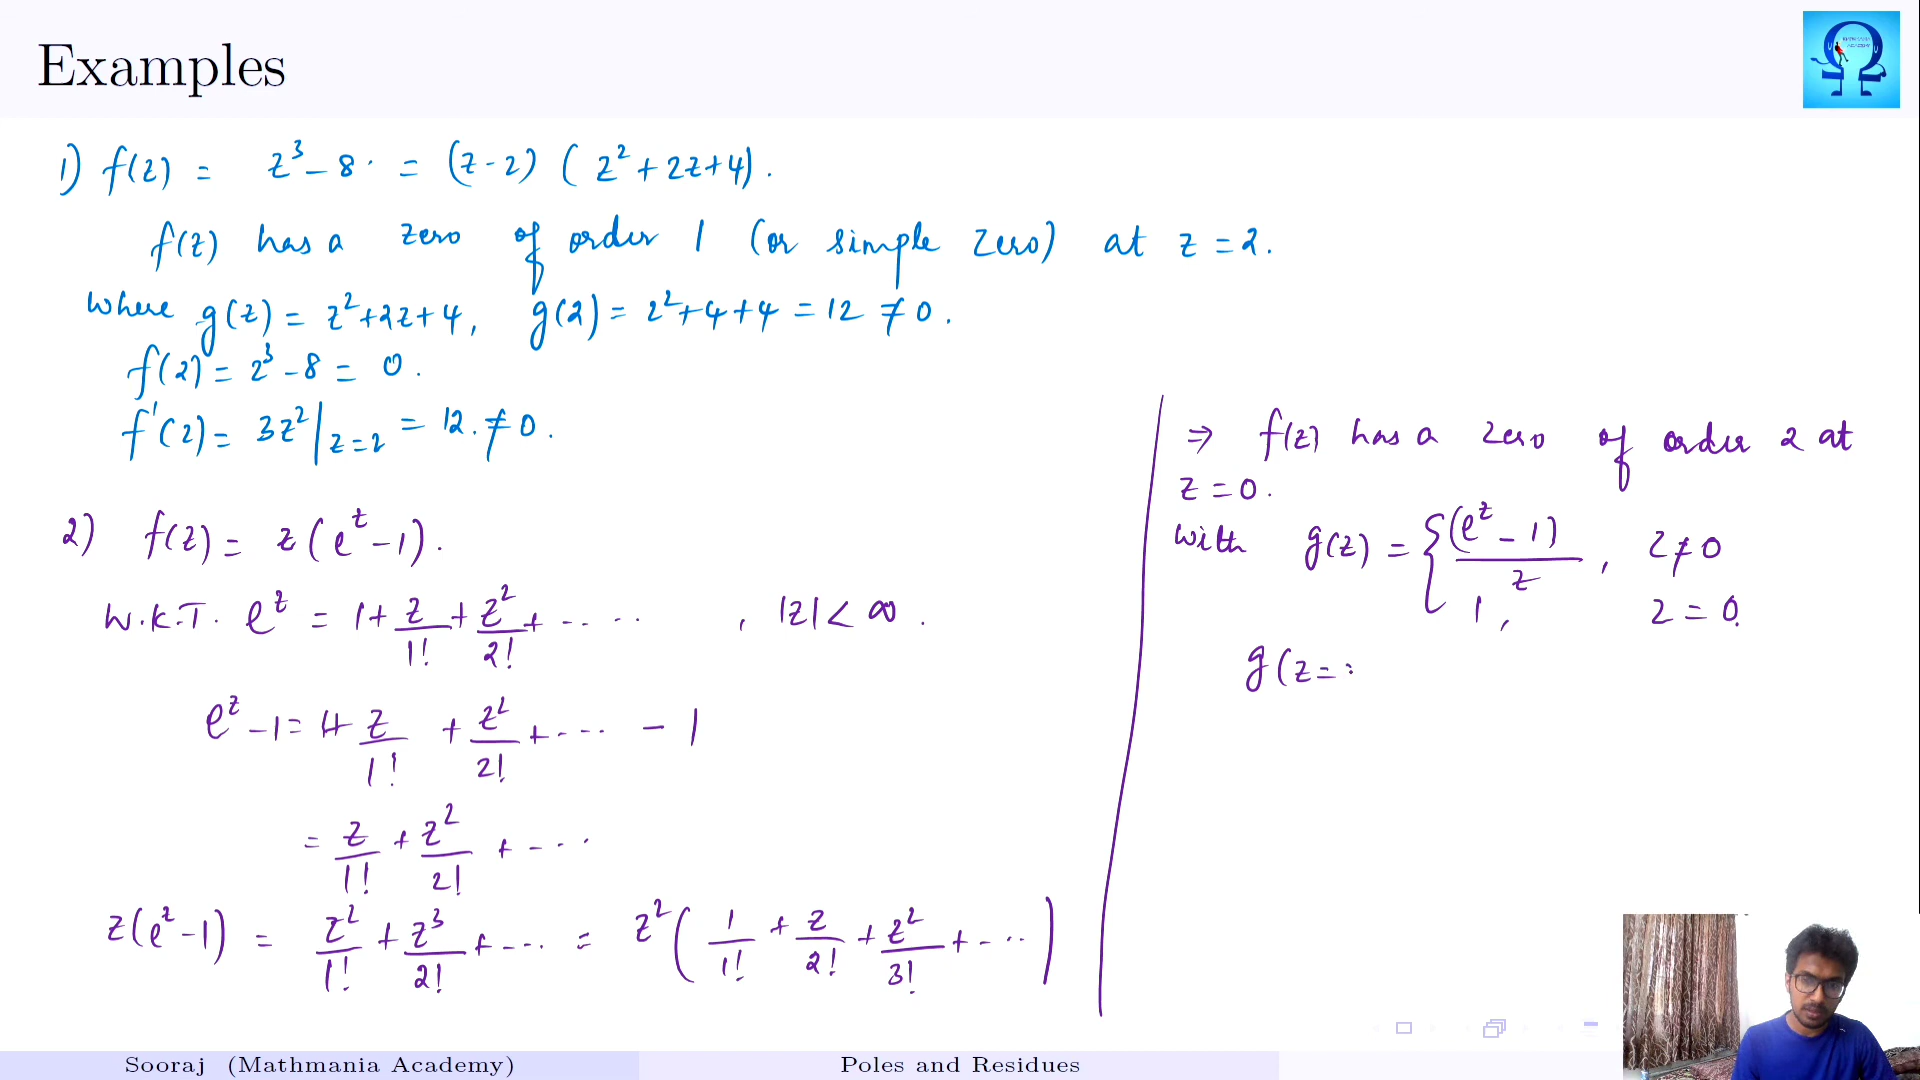 Examples
1) f(z) = z³ - 8. = (z-2) (z²+2z+4).
f(z) has a zero of order 1 (or simple zero) at z = 2.
where g(z) = z²+2z+4, g(2) = 2²+4+4 = 12 ≠ 0.
f(2) = 2³ - 8 = 0.
f'(2) = 3z²|z=2 = 12. ≠ 0.
2) f(z) = z(e^z - 1).
W.K.T. e^z = 1 + z/1! + z²/2! + ..... , |z| < ∞.
e^z - 1 = 1 + z/1! + z²/2! + .... - 1
= z/1! + z²/2! + ....
z(e^z - 1) = z²/1! + z³/2! + .... = z² (1/1! + z/2! + z²/3! + ....)
⇒ f(z) has a zero of order 2 at
z = 0.
with g(z) = { (e^z - 1)/z , z ≠ 0
1, z = 0.
g(z=
Sooraj (Mathmania Academy) Poles and Residues